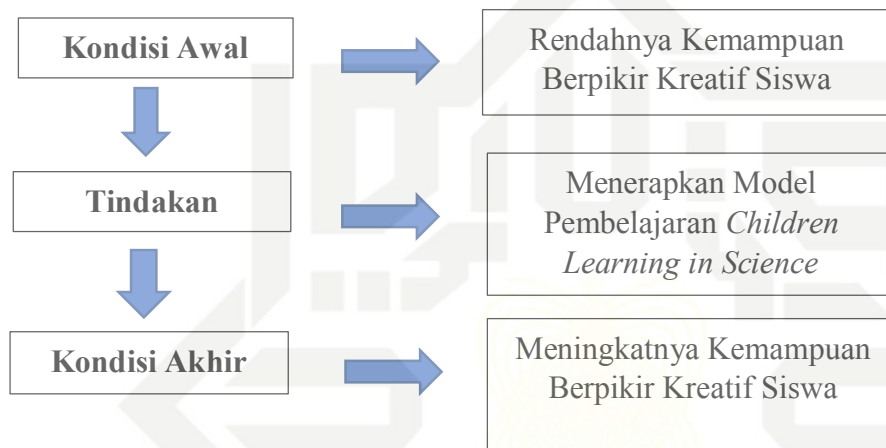 Kondisi Awal
Rendahnya Kemampuan
Berpikir Kreatif Siswa
Tindakan
Menerapkan Model
Pembelajaran Children
Learning in Science
Kondisi Akhir
Meningkatnya Kemampuan
Berpikir Kreatif Siswa